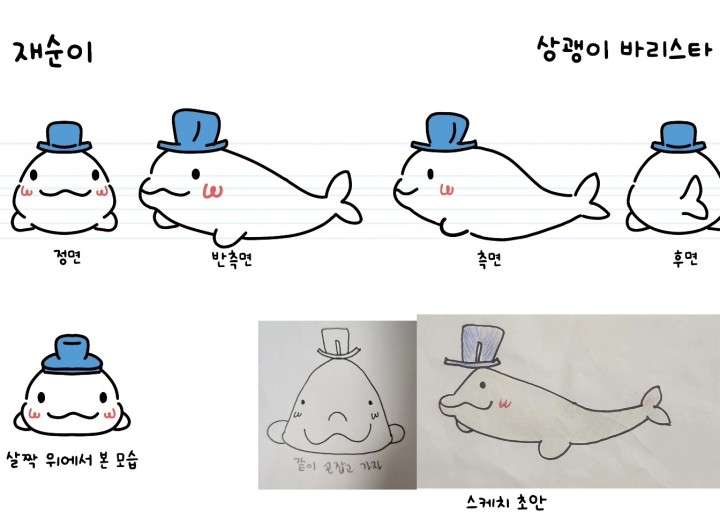 재순이
상괭이 바리스타
정면
반측면
측면
후면
살짝 위에서 본 모습
같이 손잡고 가자
스케치 초안